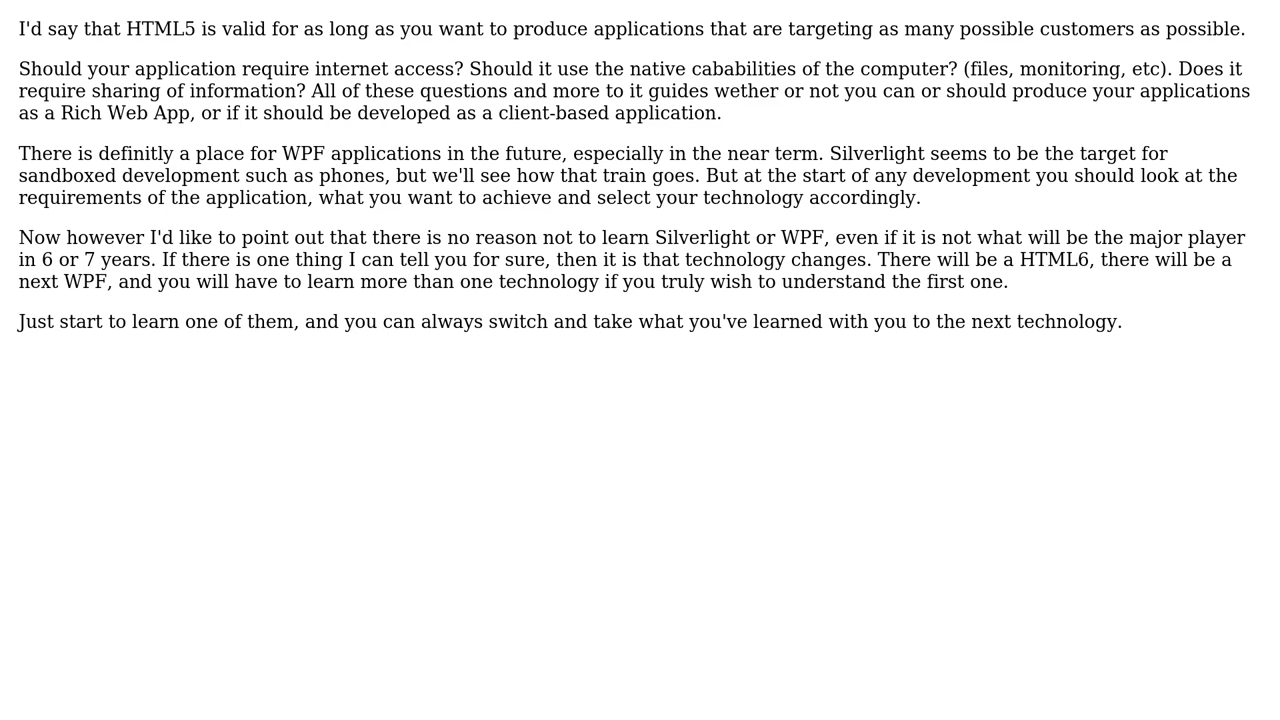 I'd say that HTML5 is valid for as long as you want to produce applications that are targeting as many possible customers as possible.
Should your application require internet access? Should it use the native cababilities of the computer? (files, monitoring, etc). Does it
require sharing of information? All of these questions and more to it guides wether or not you can or should produce your applications
as a Rich Web App, or if it should be developed as a client-based application.
There is definitly a place for WPF applications in the future, especially in the near term. Silverlight seems to be the target for
sandboxed development such as phones, but we'll see how that train goes. But at the start of any development you should look at the
requirements of the application, what you want to achieve and select your technology accordingly.
Now however I'd like to point out that there is no reason not to learn Silverlight or WPF, even if it is not what will be the major player
in 6 or 7 years. If there is one thing I can tell you for sure, then it is that technology changes. There will be a HTML6, there will be a
next WPF, and you will have to learn more than one technology if you truly wish to understand the first one.
Just start to learn one of them, and you can always switch and take what you've learned with you to the next technology.